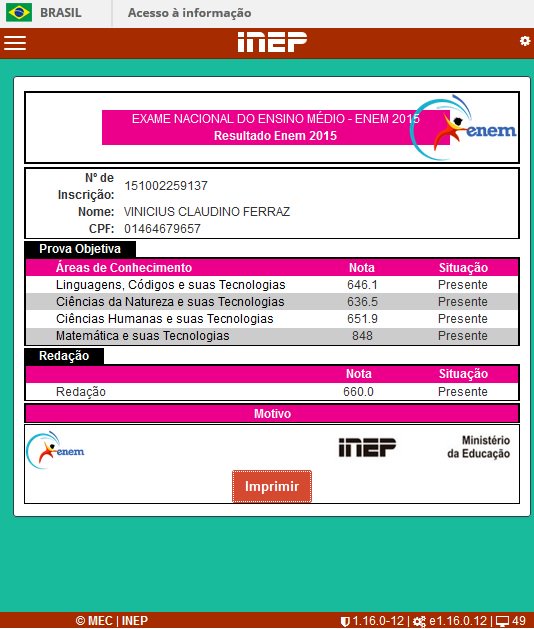 BRASIL Acesso à informação
INEP
EXAME NACIONAL DO ENSINO MÉDIO - ENEM 2015
Resultado Enem 2015
enem
Nº de Inscrição: 151002259137
Nome: VINICIUS CLAUDINO FERRAZ
CPF: 01464679657
Prova Objetiva
Áreas de Conhecimento Nota Situação
Linguagens, Códigos e suas Tecnologias 646.1 Presente
Ciências da Natureza e suas Tecnologias 636.5 Presente
Ciências Humanas e suas Tecnologias 651.9 Presente
Matemática e suas Tecnologias 848 Presente
Redação
Nota Situação
Redação 660.0 Presente
Motivo
enem INEP Ministério da Educação
Imprimir
© MEC | INEP 1.16.0-12 | e1.16.0.12 | 49